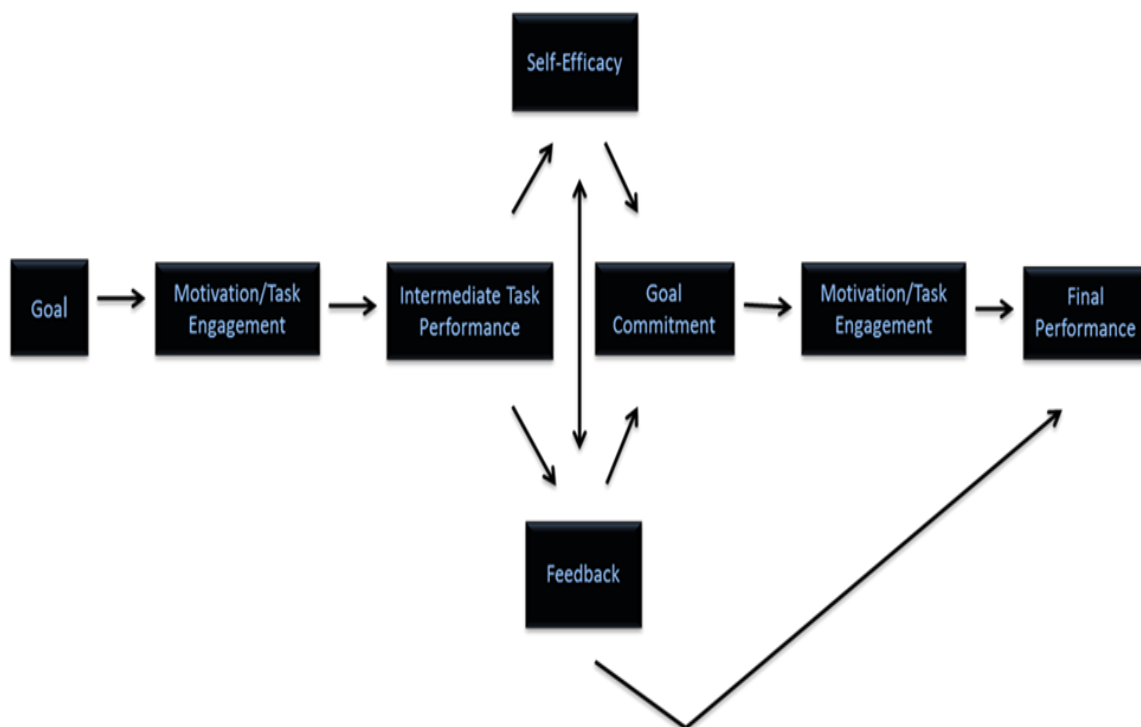 Self-Efficacy
Goal
Motivation/Task
Engagement
Intermediate Task
Performance
Goal
Commitment
Motivation/Task
Engagement
Final
Performance
Feedback